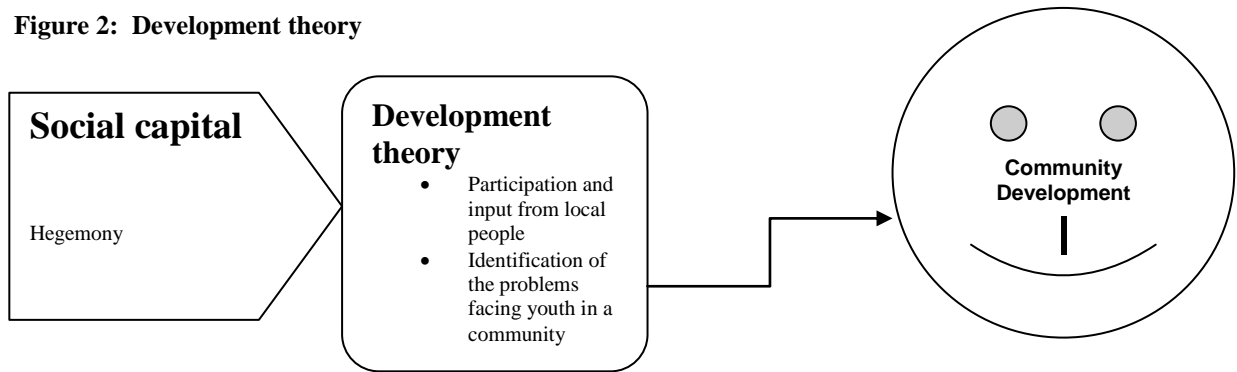 Figure 2: Development theory
Social capital
Hegemony
Development
theory
• Participation and
input from local
people
• Identification of
the problems
facing youth in a
community
Community
Development